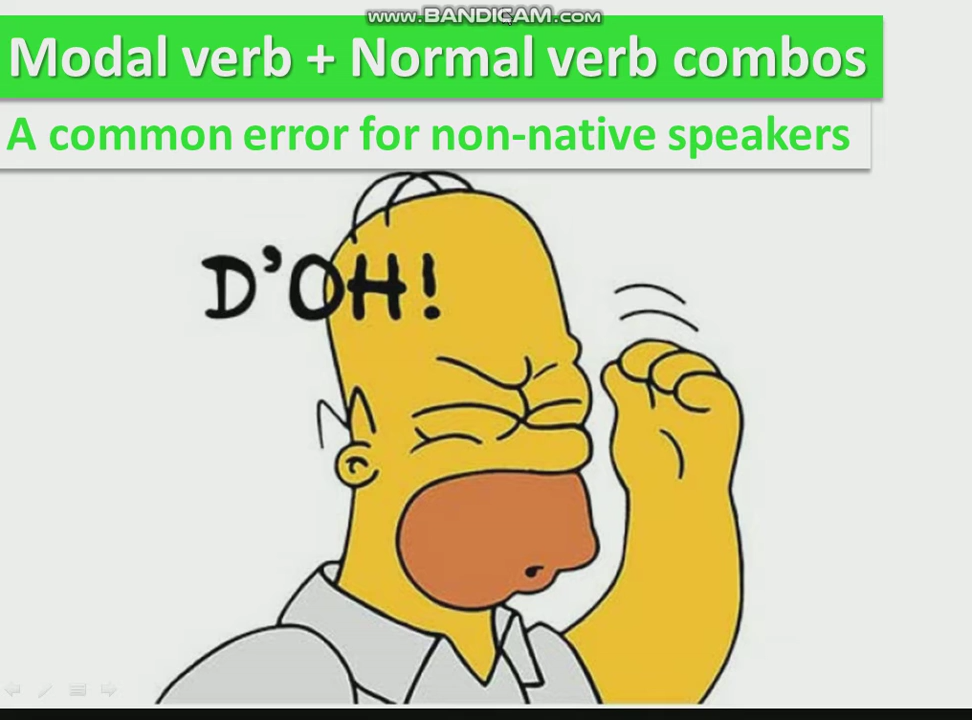 www.BANDICAM.com
Modal verb + Normal verb combos
A common error for non-native speakers
D'OH!